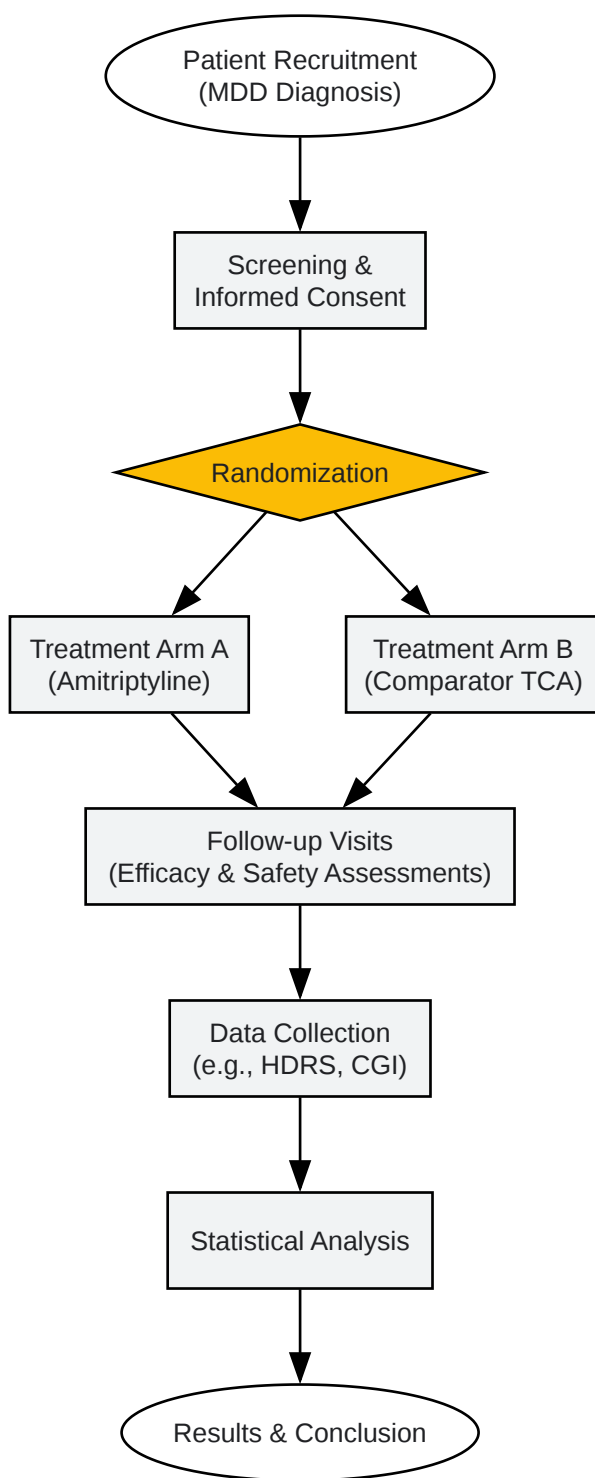 Patient Recruitment
(MDD Diagnosis)
Screening &
Informed Consent
Randomization
Treatment Arm A
(Amitriptyline)
Treatment Arm B
(Comparator TCA)
Follow-up Visits
(Efficacy & Safety Assessments)
Data Collection
(e.g., HDRS, CGI)
Statistical Analysis
Results & Conclusion